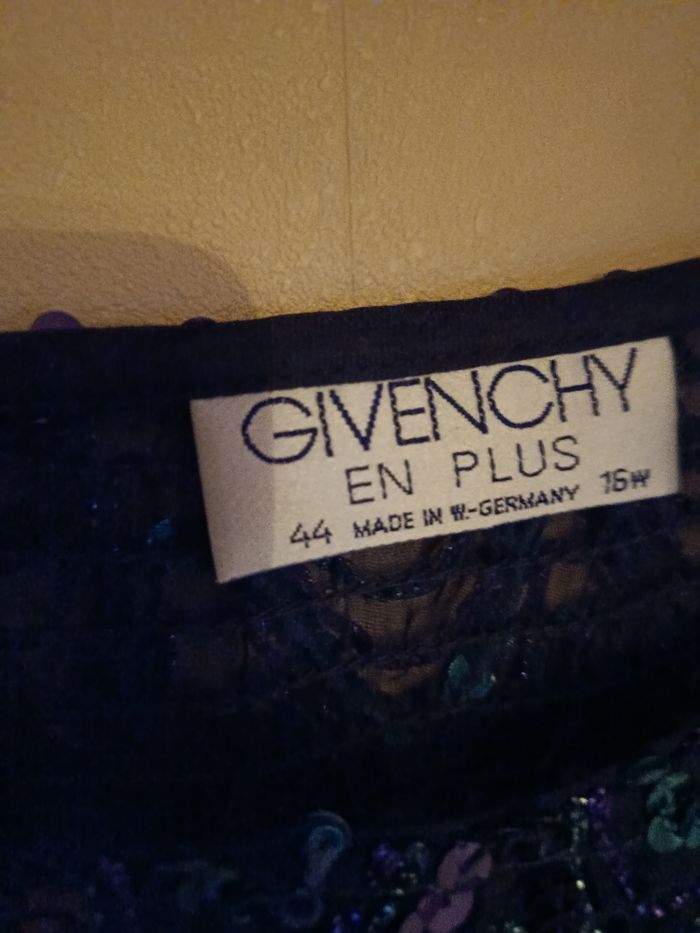 GIVENCHY
EN PLUS
44 MADE IN W.-GERMANY 16W